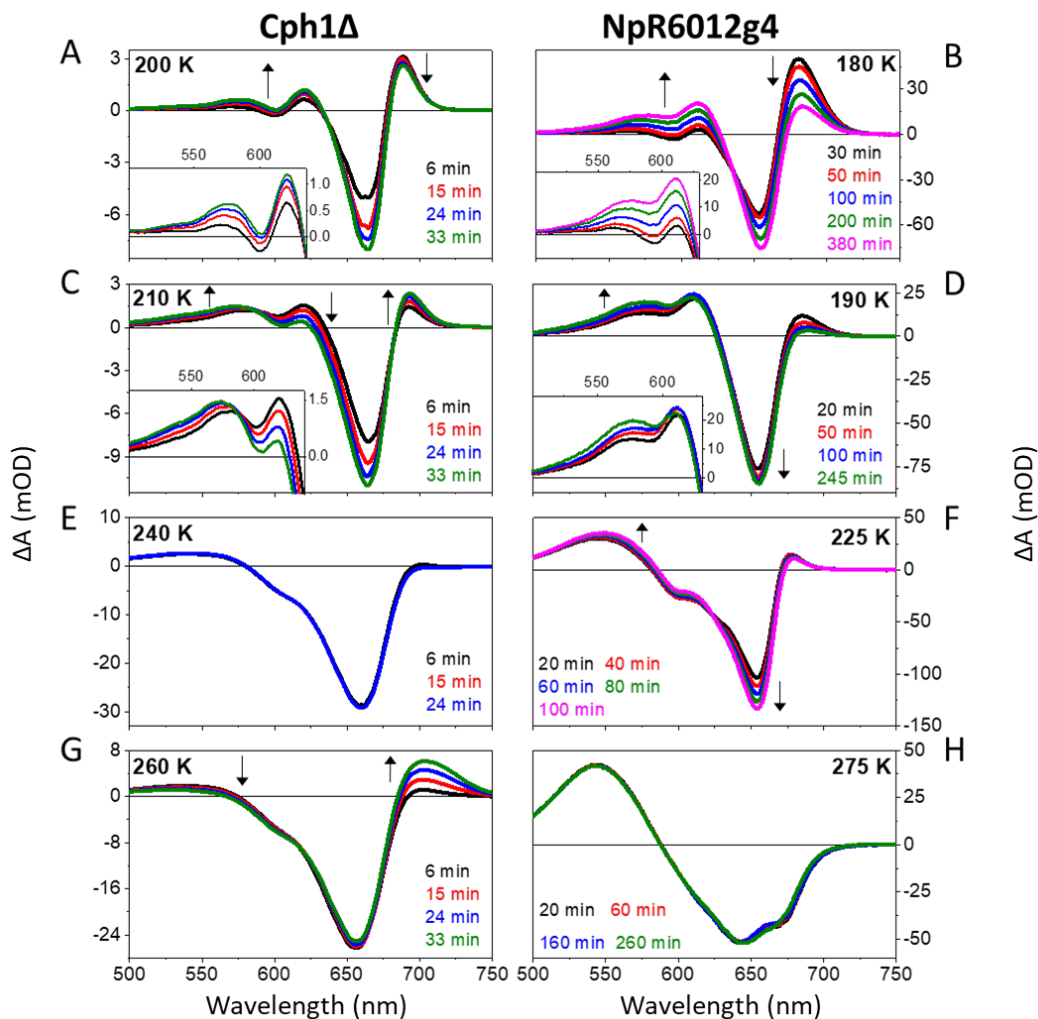 Cph1Δ
NpR6012g4
A
200 K
3
0
-3
-6
550 600
1.0
0.5
0.0
6 min
15 min
24 min
33 min
B
180 K
30
0
-30
-60
550 600
20
10
0
30 min
50 min
100 min
200 min
380 min
C
210 K
3
0
-3
-6
-9
550 600
1.5
0.0
6 min
15 min
24 min
33 min
D
190 K
25
0
-25
-50
-75
550 600
20
10
0
20 min
50 min
100 min
245 min
ΔA (mOD)
ΔA (mOD)
E
240 K
10
0
-10
-20
-30
6 min
15 min
24 min
F
225 K
50
0
-50
-100
-150
20 min 40 min
60 min 80 min
100 min
G
260 K
8
0
-8
-16
-24
6 min
15 min
24 min
33 min
500 550 600 650 700 750
Wavelength (nm)
H
275 K
50
25
0
-25
-50
20 min 60 min
160 min 260 min
500 550 600 650 700 750
Wavelength (nm)